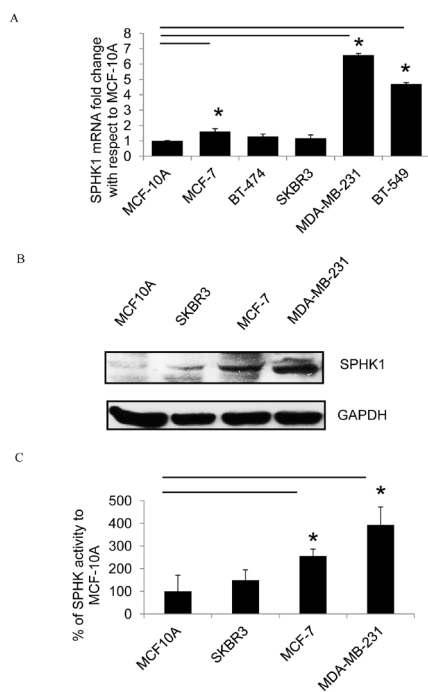 A
SPHK1 mRNA fold change
with respect to MCF-10A
8
7
6
5
4
3
2
1
0
*
*
*
MCF-10A
MCF-7
BT-474
SKBR3
MDA-MB-231
BT-549
B
MCF10A
SKBR3
MCF-7
MDA-MB-231
SPHK1
GAPDH
C
% of SPHK activity to
MCF-10A
500
400
300
200
100
0
*
*
MCF10A
SKBR3
MCF-7
MDA-MB-231